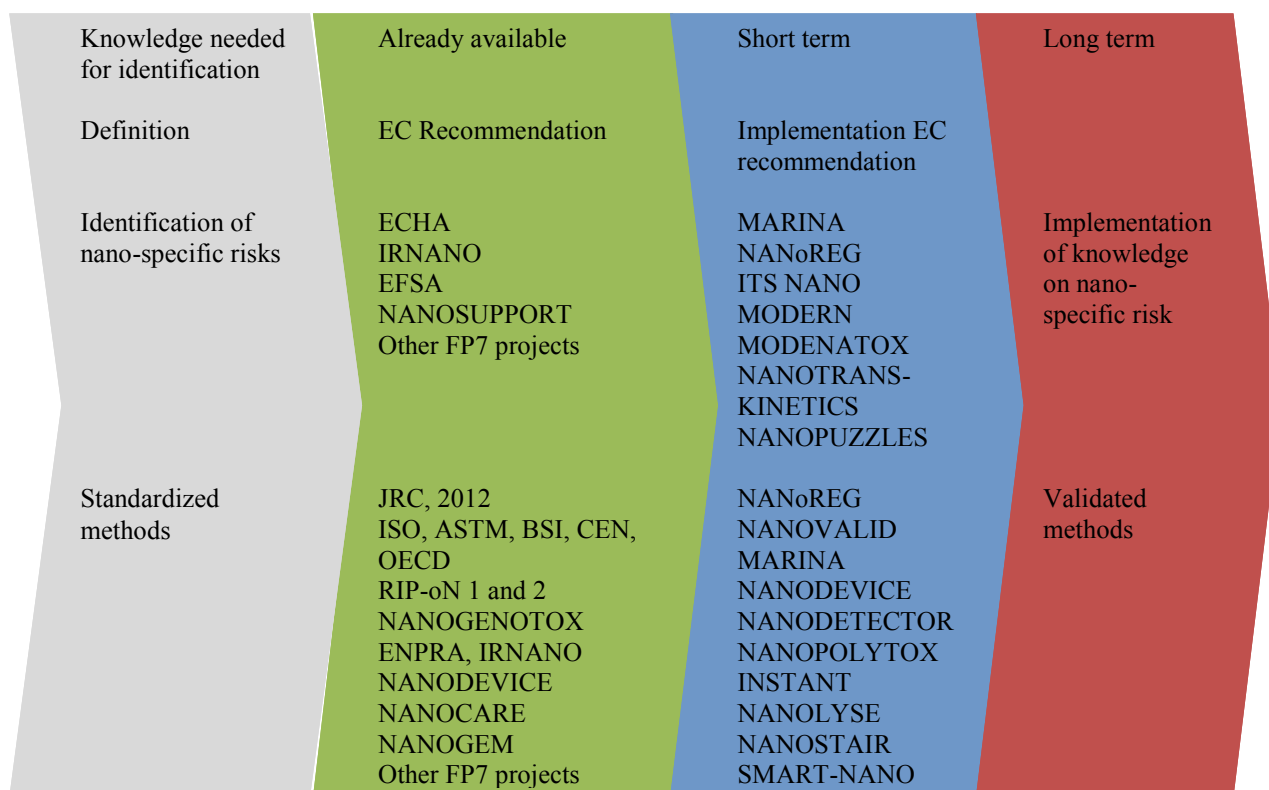 Knowledge needed
for identification
Already available
Short term
Long term
Definition
EC Recommendation
Implementation EC
recommendation
Identification of
nano-specific risks
ECHA
IRNANO
EFSA
NANOSUPPORT
Other FP7 projects
MARINA
NANoREG
ITS NANO
MODERN
MODENATOX
NANOTRANS-
KINETICS
NANOPUZZLES
Implementation
of knowledge
on nano-
specific risk
Standardized
methods
JRC, 2012
ISO, ASTM, BSI, CEN,
OECD
RIP-oN 1 and 2
NANOGENOTOX
ENPRA, IRNANO
NANODEVICE
NANOCARE
NANOGEM
Other FP7 projects
NANoREG
NANOVALID
MARINA
NANODEVICE
NANODETECTOR
NANOPOLYTOX
INSTANT
NANOLYSE
NANOSTAIR
SMART-NANO
Validated
methods